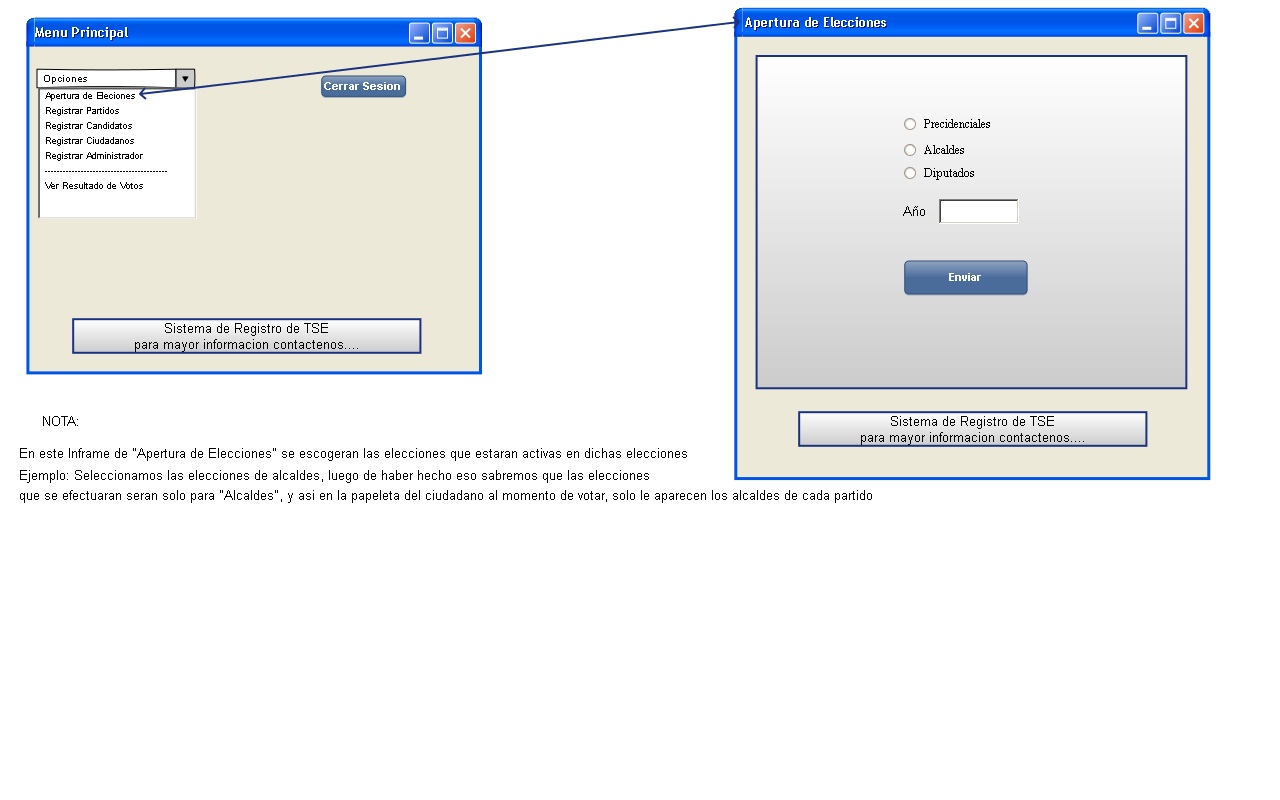 Menu Principal
Opciones
Apertura de Eleciones
Registrar Partidos
Registrar Candidatos
Registrar Ciudadanos
Registrar Administrador
Ver Resultado de Votos
Cerrar Sesion
Sistema de Registro de TSE
para mayor informacion contactenos....
Apertura de Elecciones
Precidenciales
Alcaldes
Diputados
Año
Enviar
Sistema de Registro de TSE
para mayor informacion contactenos....
NOTA:
En este Inframe de "Apertura de Elecciones" se escogeran las elecciones que estaran activas en dichas elecciones
Ejemplo: Seleccionamos las elecciones de alcaldes, luego de haber hecho eso sabremos que las elecciones
que se efectuaran seran solo para "Alcaldes", y asi en la papeleta del ciudadano al momento de votar, solo le aparecen los alcaldes de cada partido